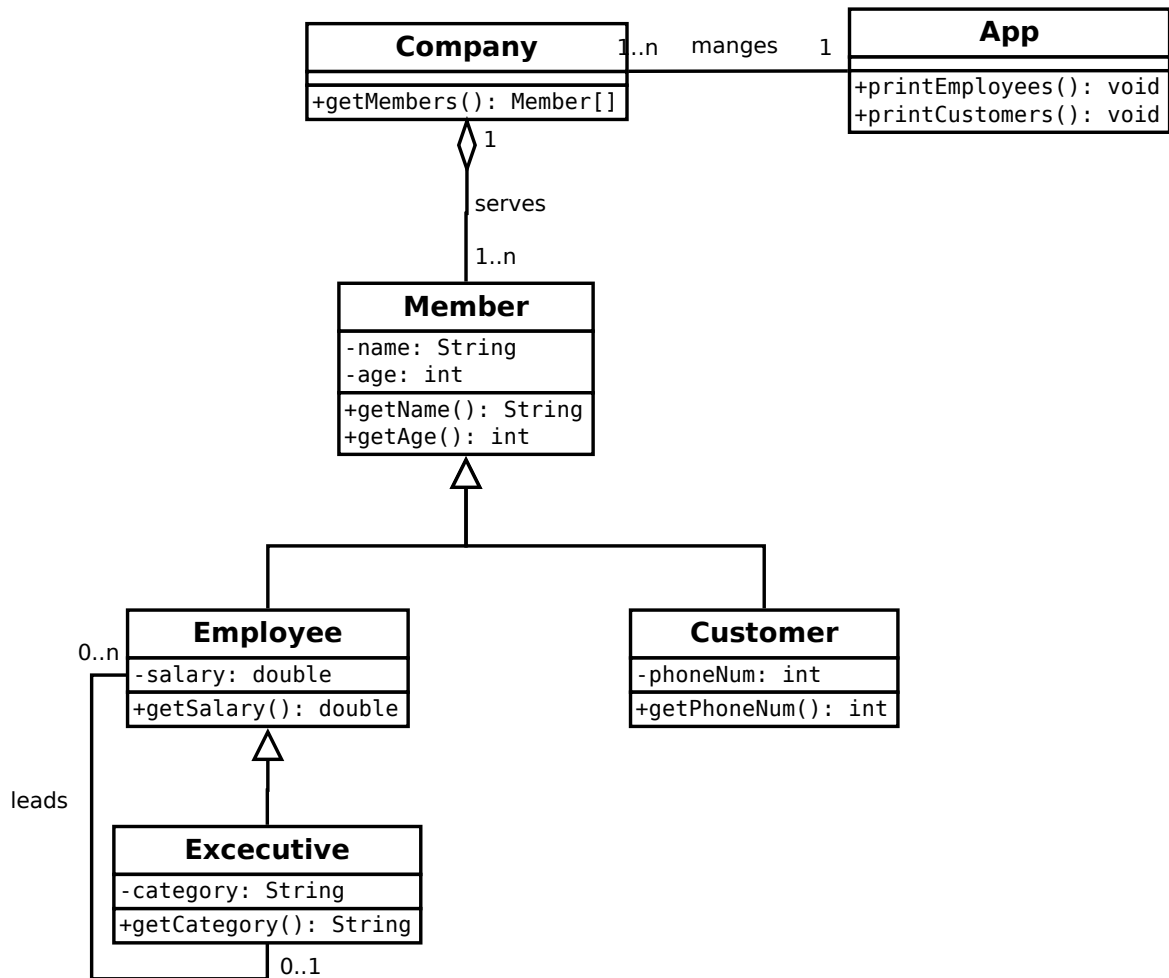 Company
+getMembers(): Member[]
1..n manges 1
App
+printEmployees(): void
+printCustomers(): void
1
serves
1..n
Member
-name: String
-age: int
+getName(): String
+getAge(): int
0..n
Employee
-salary: double
+getSalary(): double
Customer
-phoneNum: int
+getPhoneNum(): int
leads
Excecutive
-category: String
+getCategory(): String
0..1